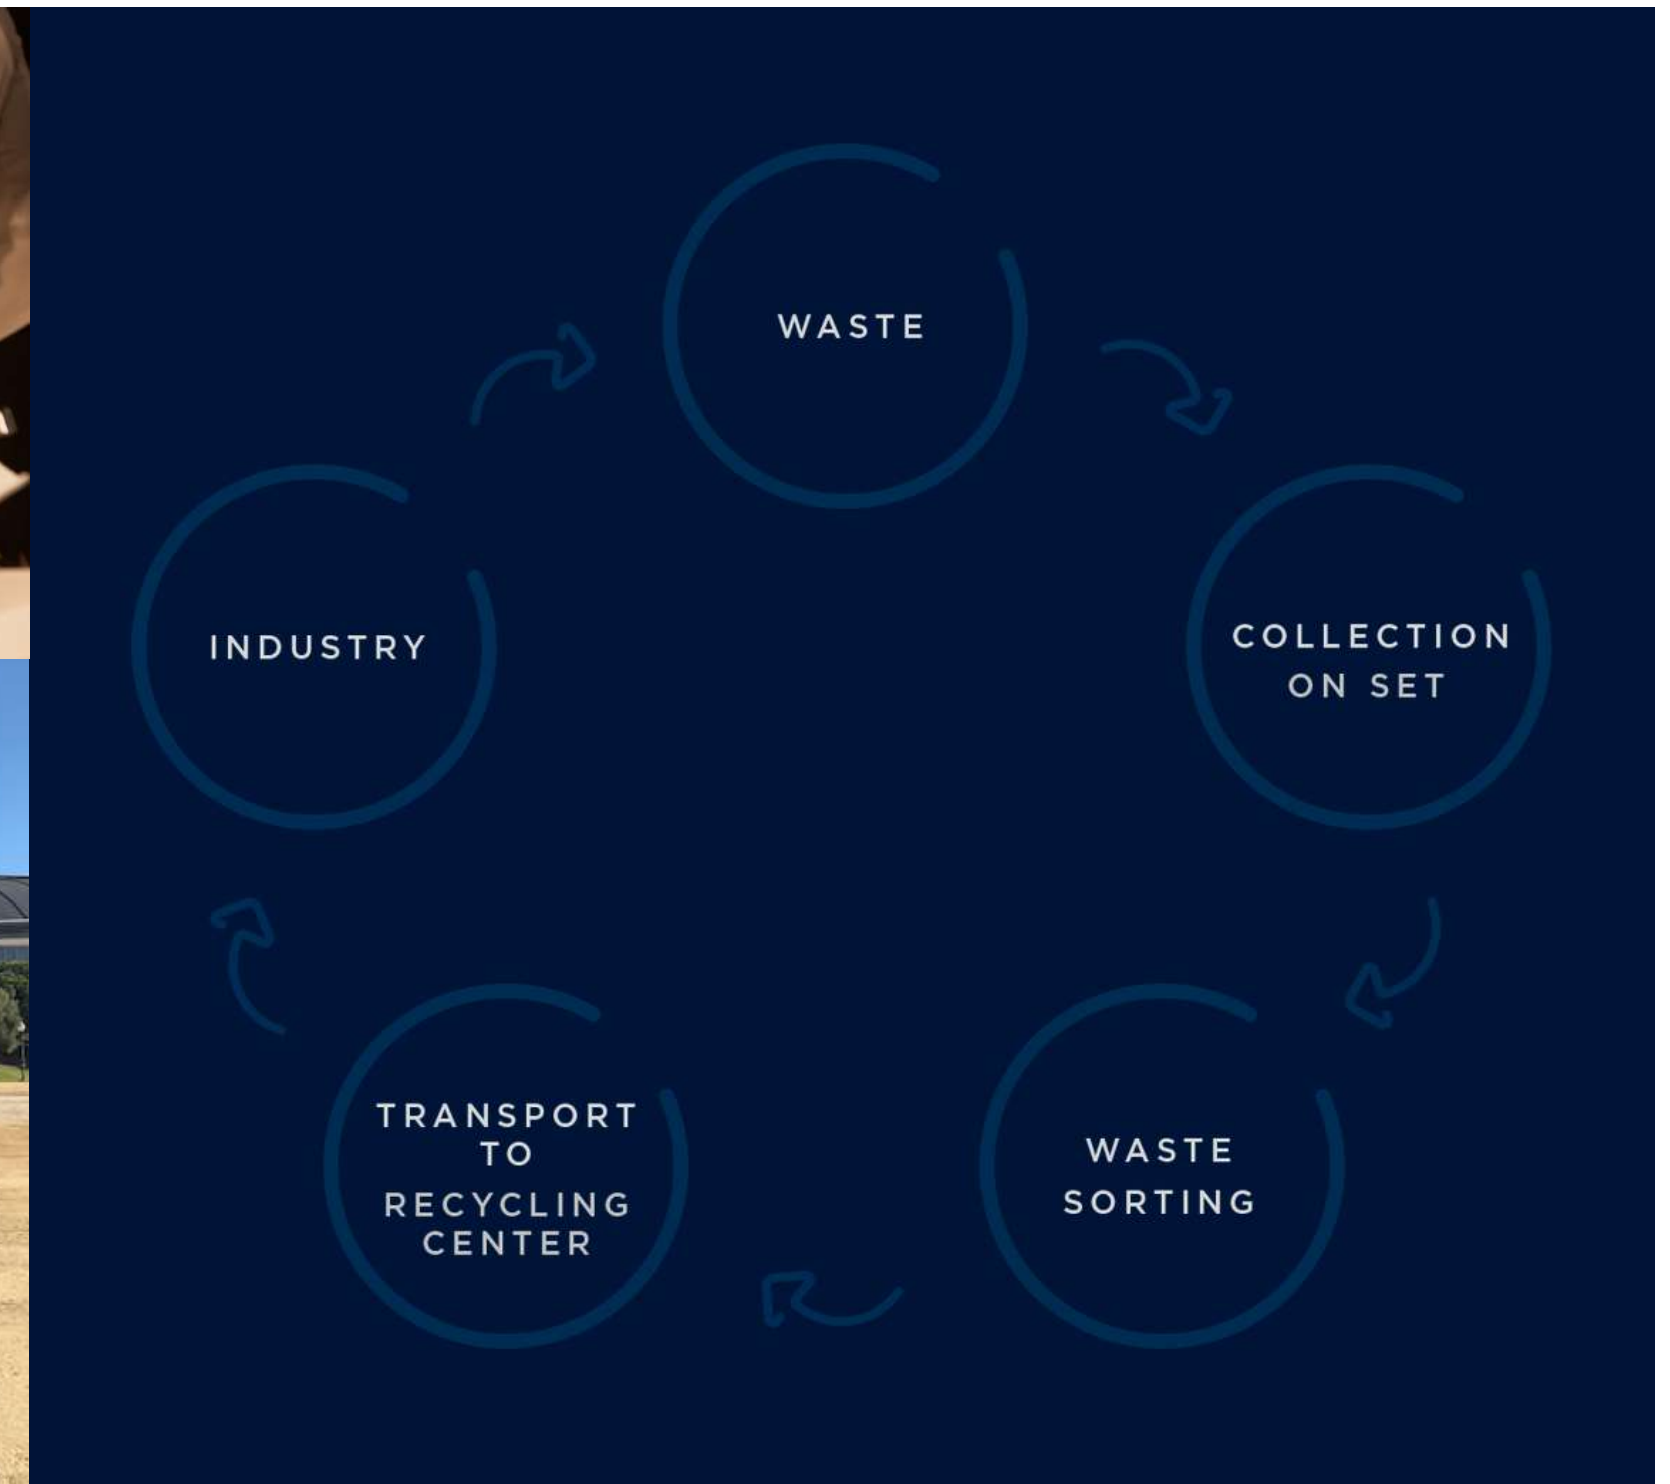 WASTE
COLLECTION
ON SET
WASTE
SORTING
TRANSPORT
TO
RECYCLING
CENTER
INDUSTRY